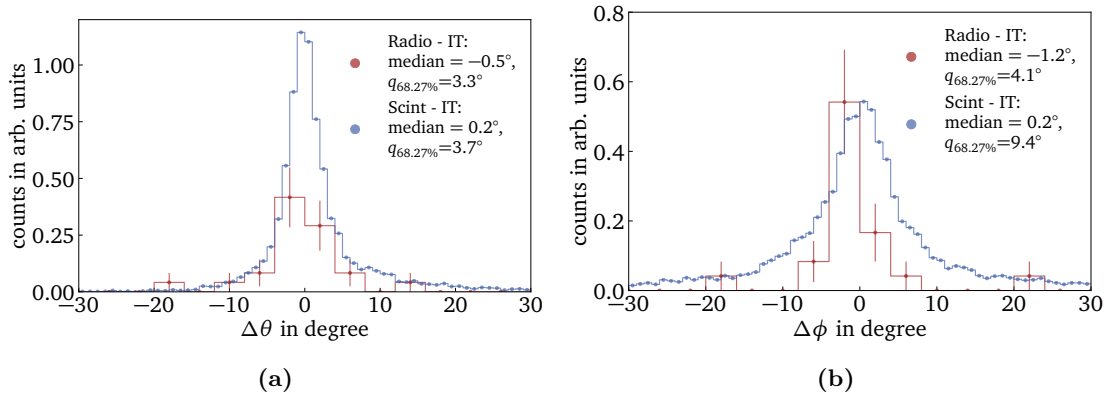 counts in arb. units
1.00
0.75
0.50
0.25
0.00
−30
−20
−10
0
10
20
30
Δθ in degree
Radio - IT:
median = −0.5°,
q68.27%=3.3°
Scint - IT:
median = 0.2°,
q68.27%=3.7°
(a)
counts in arb. units
0.8
0.6
0.4
0.2
0.0
−30
−20
−10
0
10
20
30
Δϕ in degree
Radio - IT:
median = −1.2°,
q68.27%=4.1°
Scint - IT:
median = 0.2°,
q68.27%=9.4°
(b)